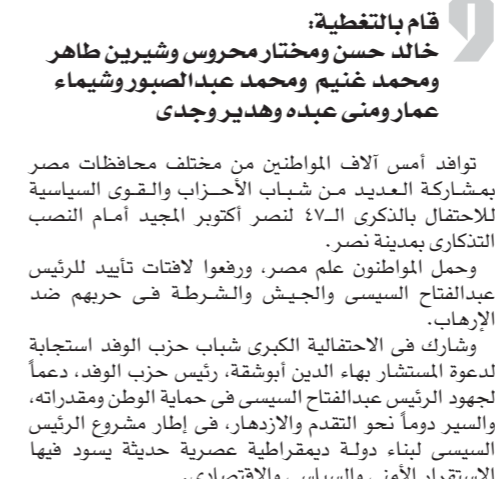 قام بالتغطية:
خالد حسن ومختار محروس وشيرين طاهر
ومحمد غنيم ومحمد عبدالصبور وشيماء
عمار ومنى عبده وهدير وجدى
توافد أمس آلاف المواطنين من مختلف محافظات مصر
بمشاركة العديد من شباب الأحزاب والقوى السياسية
للاحتفال بالذكرى الـ٤٧ لنصر أكتوبر المجيد أمام النصب
التذكارى بمدينة نصر.
وحمل المواطنون علم مصر، ورفعوا لافتات تأييد للرئيس
عبدالفتاح السيسى والجيش والشرطة فى حربهم ضد
الإرهاب.
وشارك فى الاحتفالية الكبرى شباب حزب الوفد استجابة
لدعوة المستشار بهاء الدين أبوشقة، رئيس حزب الوفد، دعماً
لجهود الرئيس عبدالفتاح السيسى فى حماية الوطن ومقدراته،
والسير دوماً نحو التقدم والازدهار، فى إطار مشروع الرئيس
السيسى لبناء دولة ديمقراطية عصرية حديثة يسود فيها
الاستقرار الأمنى والسياسى والاقتصادى.